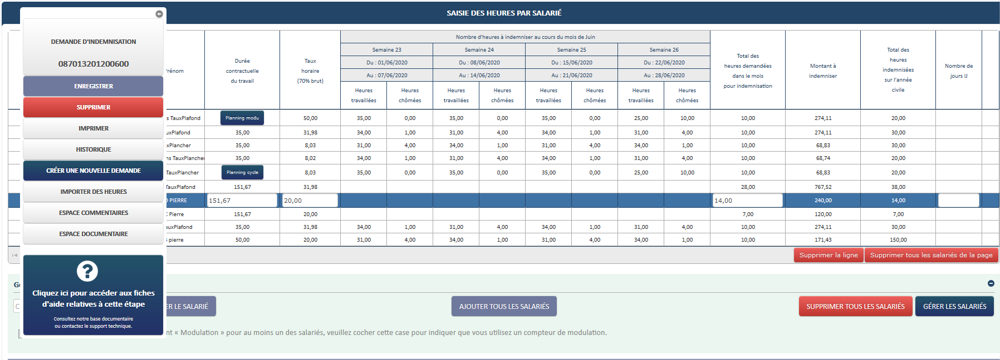 SAISIE DES HEURES PAR SALARIÉ
DEMANDE D'INDEMNISATION
087013201200600
ENREGISTRER
SUPPRIMER
IMPRIMER
HISTORIQUE
CRÉER UNE NOUVELLE DEMANDE
IMPORTER DES HEURES
ESPACE COMMENTAIRES
ESPACE DOCUMENTAIRE
Cliquez ici pour accéder aux fiches
d'aide relatives à cette étape
Consultez notre base documentaire
ou contactez le support technique.
rénom
Durée
contractuelle
du travail
Taux
horaire
(70% brut)
Nombre d'heures à indemniser au cours du mois de Juin
Semaine 23 Semaine 24 Semaine 25 Semaine 26
Du : 01/06/2020 Du : 08/06/2020 Du : 15/06/2020 Du : 22/06/2020
Au : 07/06/2020 Au : 14/06/2020 Au : 21/06/2020 Au : 28/06/2020
Heures Heures Heures Heures Heures Heures Heures Heures
travaillées chômées travaillées chômées travaillées chômées travaillées chômées
Total des
heures demandées
dans le mois
pour indemnisation
Montant à
indemniser
Total des
heures
indemnisées
sur l'année
civile
Nombre de
jours IJ
s TauxPlafond Planning modu 50,00 35,00 0,00 35,00 0,00 35,00 0,00 25,00 10,00 10,00 274,11 20,00
uxPlafond 35,00 31,98 34,00 1,00 31,00 4,00 34,00 1,00 31,00 4,00 10,00 274,11 30,00
xPlancher 35,00 8,03 31,00 4,00 34,00 1,00 31,00 4,00 34,00 1,00 10,00 68,83 30,00
ns TauxPlancher 35,00 8,02 34,00 1,00 31,00 4,00 34,00 1,00 31,00 4,00 10,00 68,74 20,00
TauxPlancher Planning cycle 8,03 35,00 0,00 35,00 0,00 35,00 0,00 25,00 10,00 10,00 68,83 20,00
TauxPlafond 151,67 31,98 28,00 767,52 38,00
PIERRE 151,67 20,00 14,00 240,00 14,00
C Pierre 151,67 20,00 7,00 120,00 7,00
auxPlafond 35,00 31,98 34,00 1,00 31,00 4,00 34,00 1,00 31,00 4,00 10,00 274,11 30,00
pierre 50,00 20,00 31,00 4,00 34,00 1,00 31,00 4,00 34,00 1,00 10,00 171,43 150,00
Supprimer la ligne Supprimer tous les salariés de la page
ER LE SALARIÉ AJOUTER TOUS LES SALARIÉS SUPPRIMER TOUS LES SALARIÉS GÉRER LES SALARIÉS
nt « Modulation » pour au moins un des salariés, veuillez cocher cette case pour indiquer que vous utilisez un compteur de modulation.